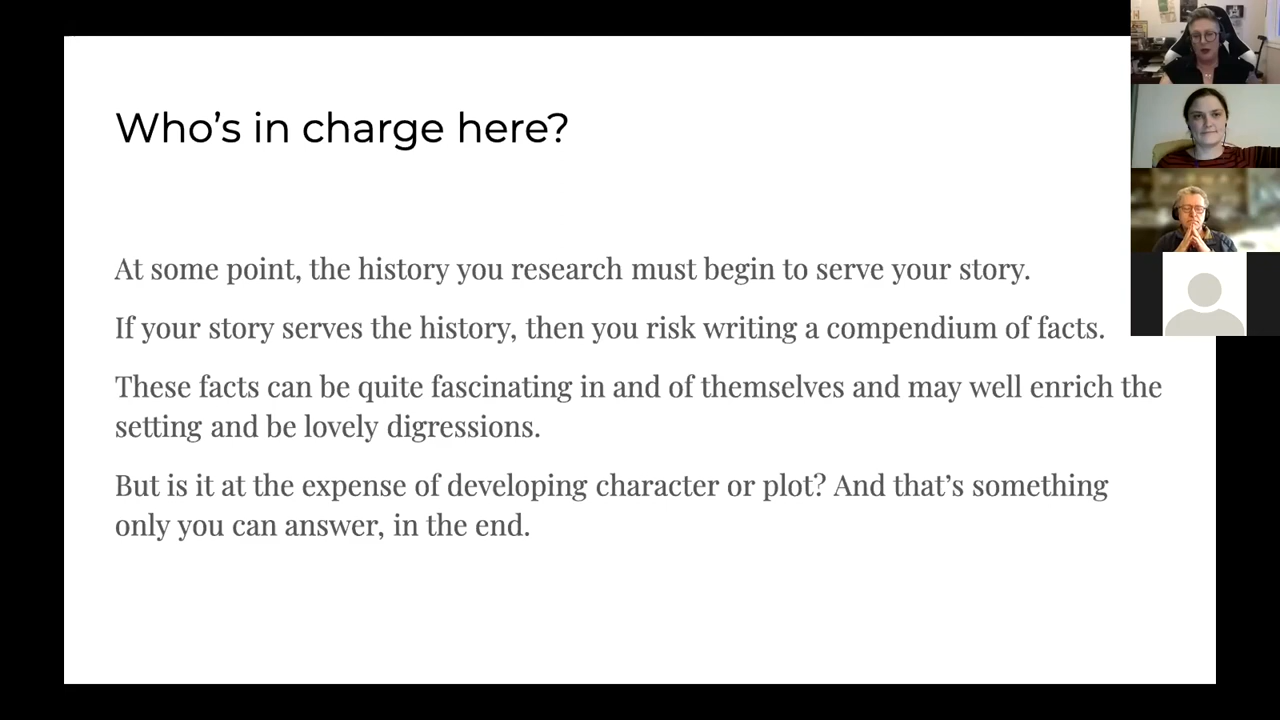 Who’s in charge here?
At some point, the history you research must begin to serve your story.
If your story serves the history, then you risk writing a compendium of facts.
These facts can be quite fascinating in and of themselves and may well enrich the
setting and be lovely digressions.
But is it at the expense of developing character or plot? And that’s something
only you can answer, in the end.